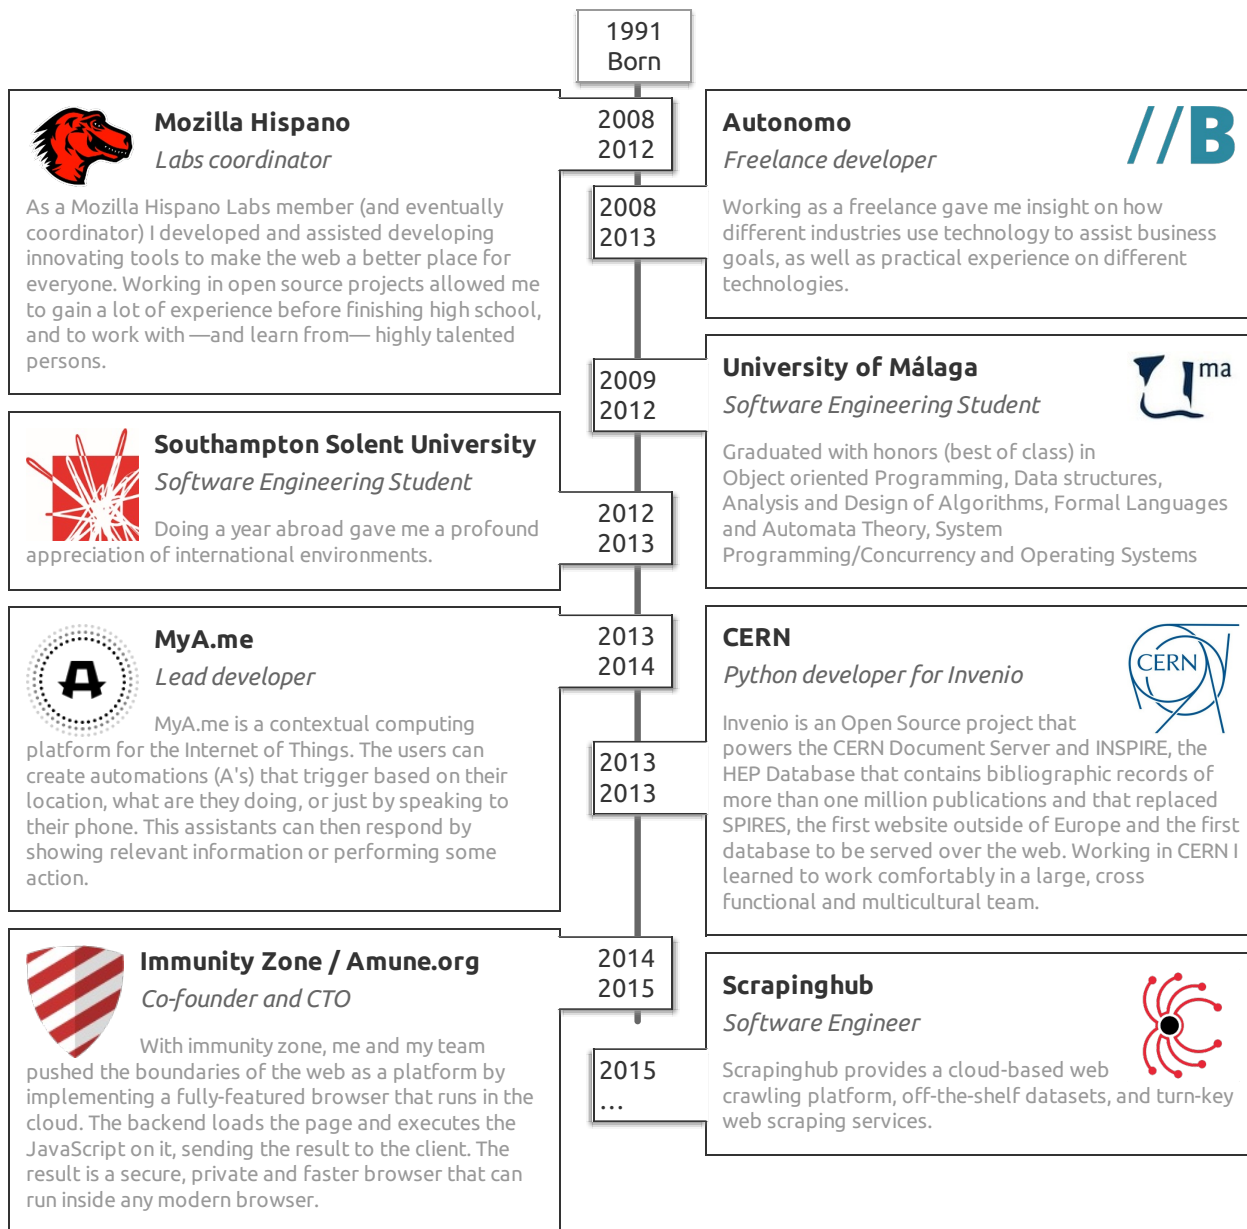 1991
Born
Mozilla Hispano
Labs coordinator
2008
2012
As a Mozilla Hispano Labs member (and eventually
coordinator) I developed and assisted developing
innovating tools to make the web a better place for
everyone. Working in open source projects allowed me
to gain a lot of experience before finishing high school,
and to work with —and learn from— highly talented
persons.
Autonomo
Freelance developer
//B
2008
2013
Working as a freelance gave me insight on how
different industries use technology to assist business
goals, as well as practical experience on different
technologies.
University of Málaga
Software Engineering Student
uma
2009
2012
Graduated with honors (best of class) in
Object oriented Programming, Data structures,
Analysis and Design of Algorithms, Formal Languages
and Automata Theory, System
Programming/Concurrency and Operating Systems
Southampton Solent University
Software Engineering Student
2012
2013
Doing a year abroad gave me a profound
appreciation of international environments.
A
MyA.me
Lead developer
2013
2014
MyA.me is a contextual computing
platform for the Internet of Things. The users can
create automations (A's) that trigger based on their
location, what are they doing, or just by speaking to
their phone. This assistants can then respond by
showing relevant information or performing some
action.
CERN
Python developer for Invenio
CERN
2013
2013
Invenio is an Open Source project that
powers the CERN Document Server and INSPIRE, the
HEP Database that contains bibliographic records of
more than one million publications and that replaced
SPIRES, the first website outside of Europe and the first
database to be served over the web. Working in CERN I
learned to work comfortably in a large, cross
functional and multicultural team.
Immunity Zone / Amune.org
Co-founder and CTO
2014
2015
With immunity zone, me and my team
pushed the boundaries of the web as a platform by
implementing a fully-featured browser that runs in the
cloud. The backend loads the page and executes the
JavaScript on it, sending the result to the client. The
result is a secure, private and faster browser that can
run inside any modern browser.
Scrapinghub
Software Engineer
2015
...
Scrapinghub provides a cloud-based web
crawling platform, off-the-shelf datasets, and turn-key
web scraping services.